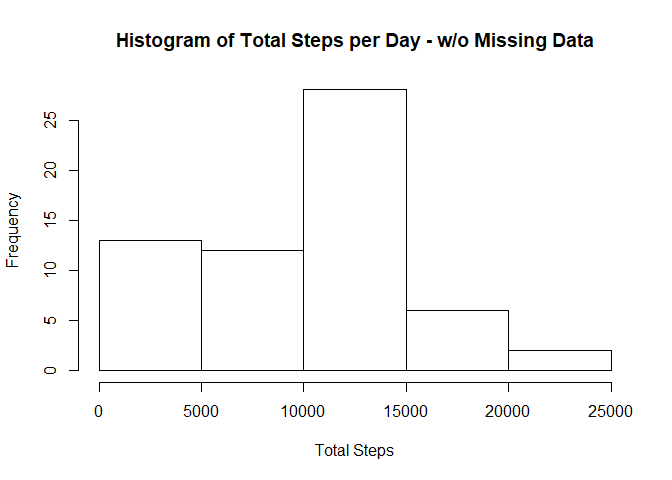 Histogram of Total Steps per Day - w/o Missing Data
Frequency
25
20
15
10
5
0
0 5000 10000 15000 20000 25000
Total Steps